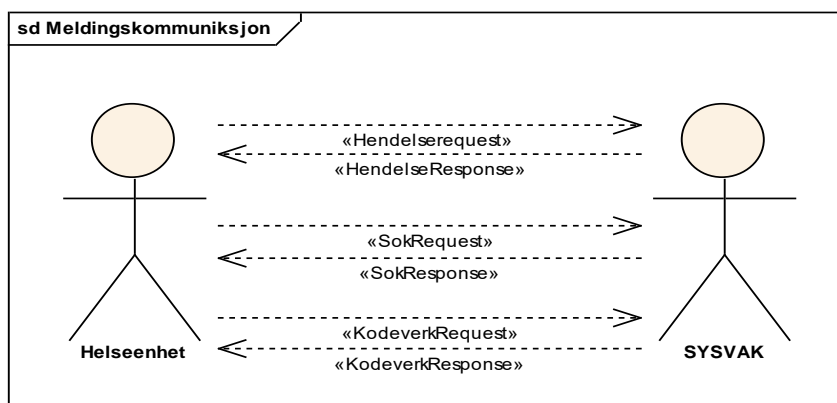 sd Meldingskommuniksjon
«Hendelserequest»
«HendelseResponse»
«SokRequest»
«SokResponse»
«KodeverkRequest»
«KodeverkResponse»
Helseenhet
SYSVAK